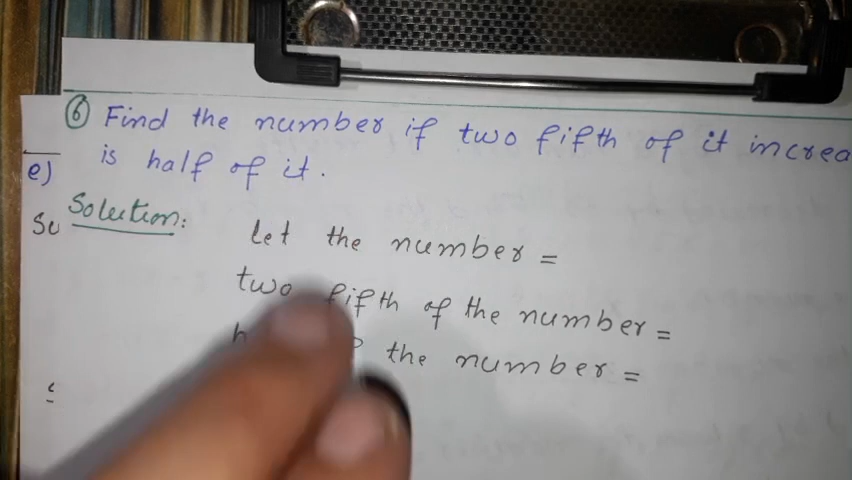 6 Find the number if two fifth of it increa
is half of it.
e)
Solution:
Let the number =
two fifth of the number =
the number =